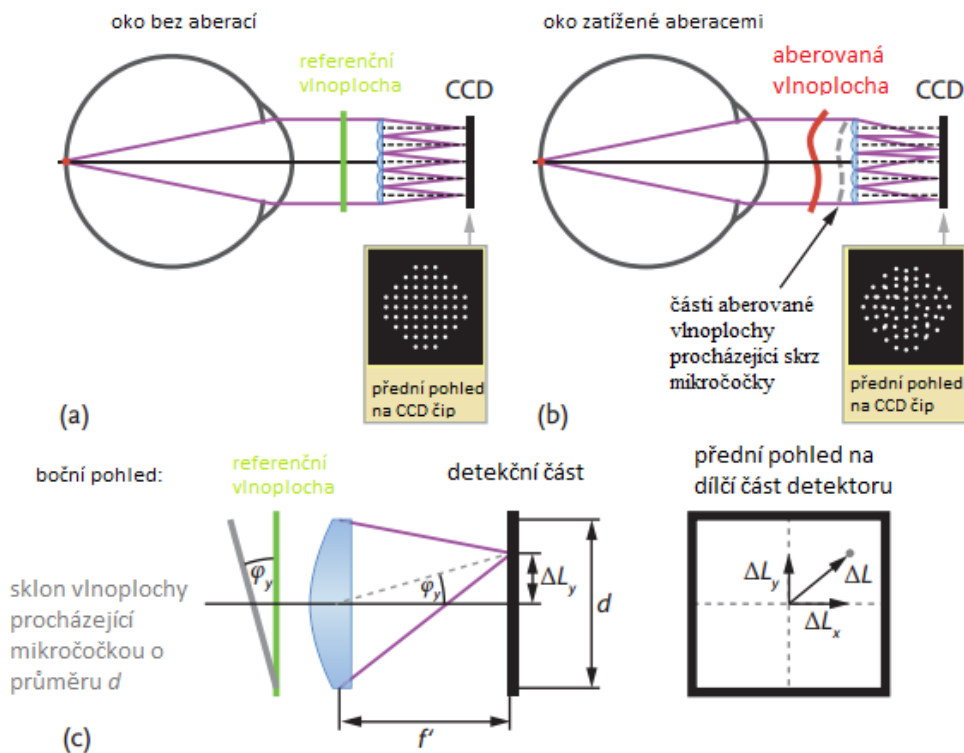 oko bez aberací
referenční
vlnoplocha
CCD
přední pohled
na CCD čip
(a)
oko zatížené aberacemi
aberovaná
vlnoplocha
CCD
části aberované
vlnoplochy
procházející skrz
mikročočky
přední pohled
na CCD čip
(b)
boční pohled:
referenční
vlnoplocha
detekční část
přední pohled na
dílčí část detektoru
sklon vlnoplochy
procházející
mikročočkou o
průměru d
φy
φy
ΔLy
d
f'
ΔLy
ΔL
ΔLx
(c)